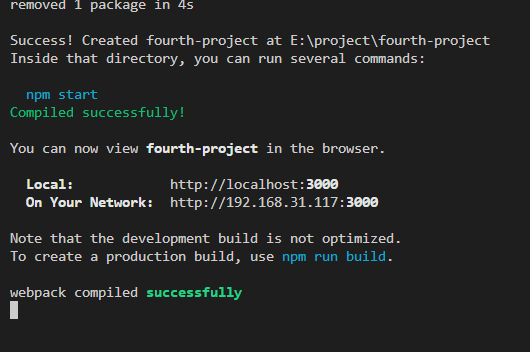 removed 1 package in 4s
Success! Created fourth-project at E:\project\fourth-project
Inside that directory, you can run several commands:
npm start
Compiled successfully!
You can now view fourth-project in the browser.
Local:            http://localhost:3000
On Your Network:  http://192.168.31.117:3000
Note that the development build is not optimized.
To create a production build, use npm run build.
webpack compiled successfully